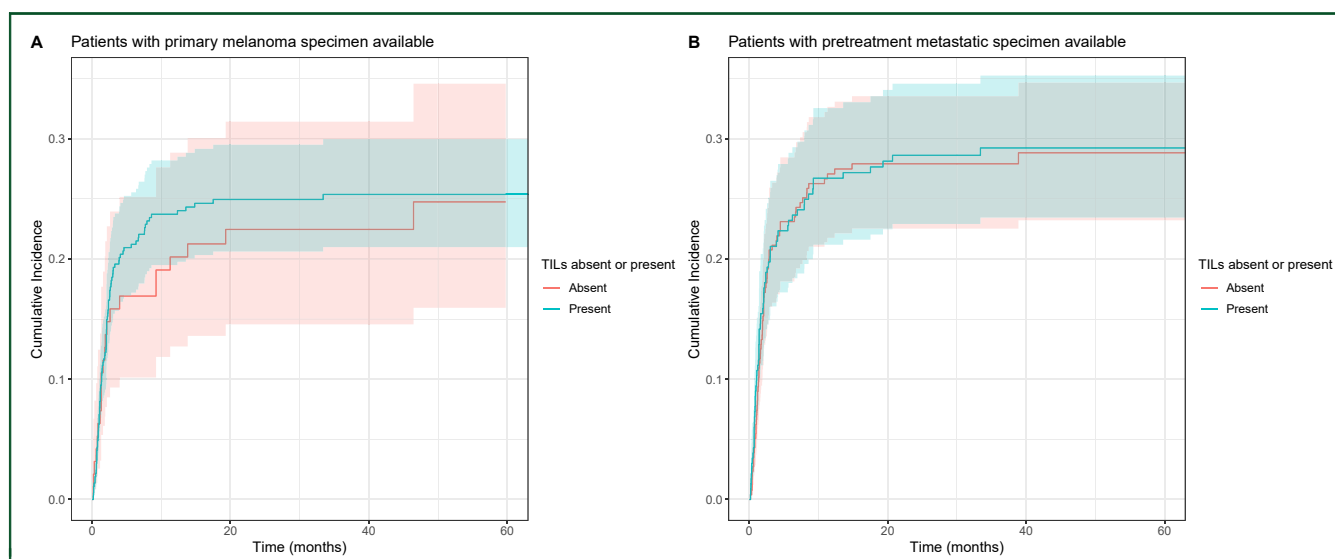 A Patients with primary melanoma specimen available
0.3
0.2
0.1
0.0
Cumulative Incidence
0 20 40 60
Time (months)
TILs absent or present
Absent
Present
B Patients with pretreatment metastatic specimen available
0.3
0.2
0.1
0.0
Cumulative Incidence
0 20 40 60
Time (months)
TILs absent or present
Absent
Present